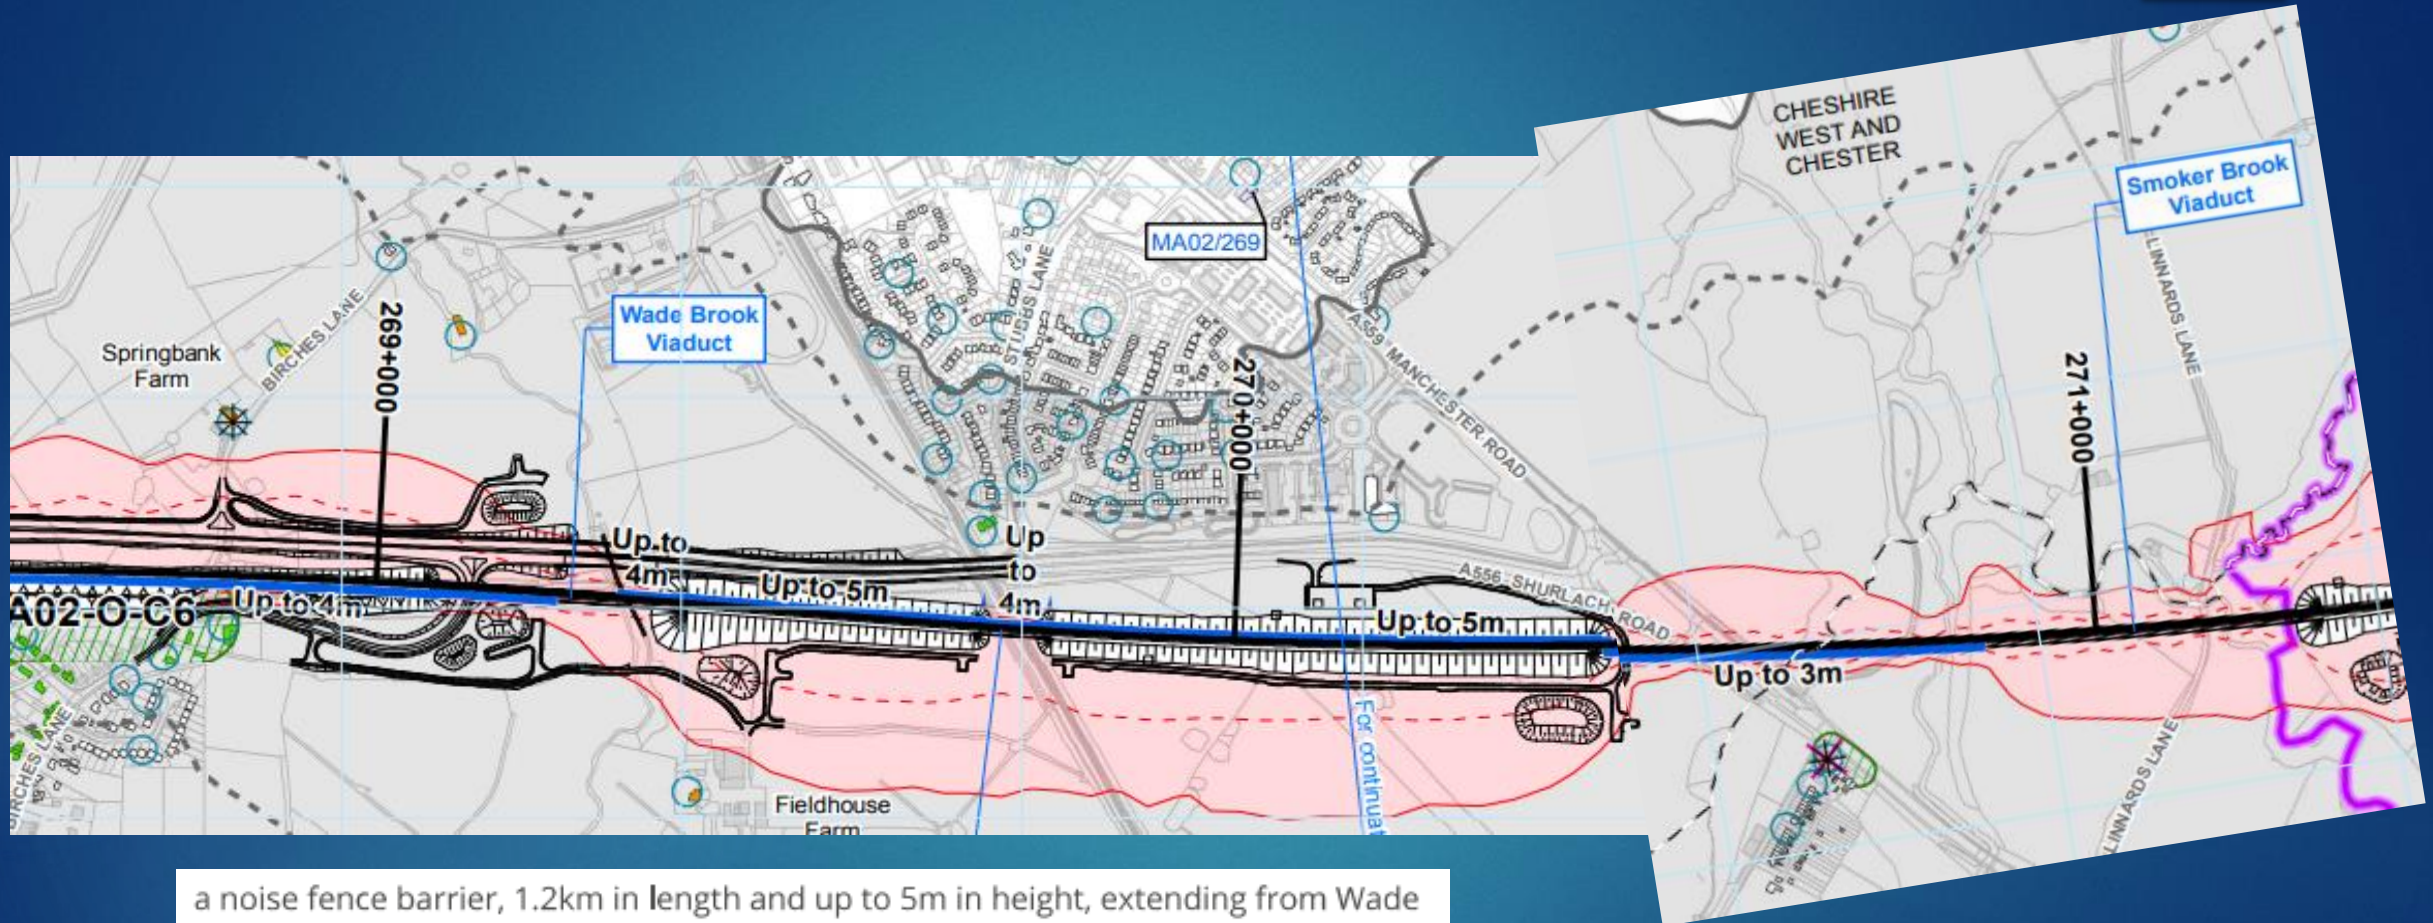 CHESHIRE
WEST AND
CHESTER
Smoker Brook
Viaduct
MA02/269
STUBBS LANE
LINNARDS LANE
Wade Brook
Viaduct
A559 MANCHESTER ROAD
Springbank
Farm
BIRCHES LANE
269+000
270+000
271+000
Up to
4m
Up
to
4m
Up to 5m
A556 SHURLACH ROAD
A02-O-C6
Up to 4m
Up to 5m
Up to 3m
BIRCHES LANE
For continuat
LINNARDS LANE
Fieldhouse
Farm
a noise fence barrier, 1.2km in length and up to 5m in height, extending from Wade